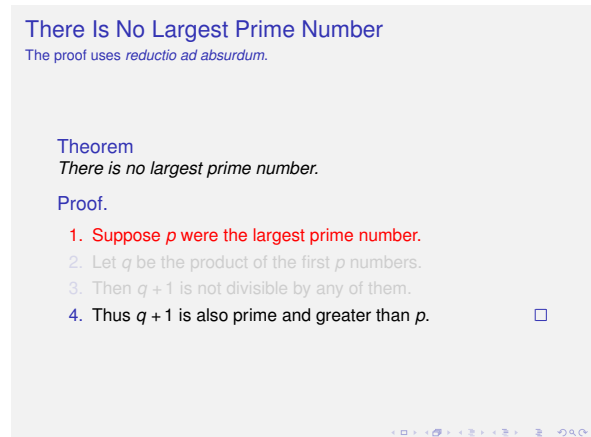 There Is No Largest Prime Number
The proof uses reductio ad absurdum.
Theorem
There is no largest prime number.
Proof.
1. Suppose p were the largest prime number.
2. Let q be the product of the first p numbers.
3. Then q + 1 is not divisible by any of them.
4. Thus q + 1 is also prime and greater than p.